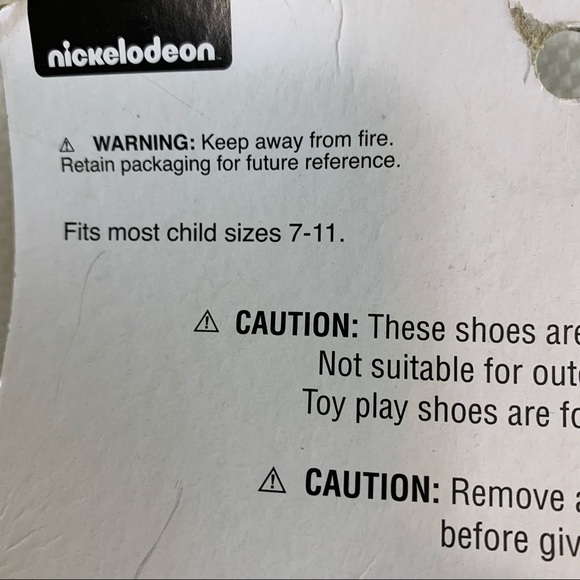 nickelodeon
⚠ WARNING: Keep away from fire.
Retain packaging for future reference.
Fits most child sizes 7-11.
⚠ CAUTION: These shoes are
Not suitable for
Toy play shoes are
⚠ CAUTION: Remove
before